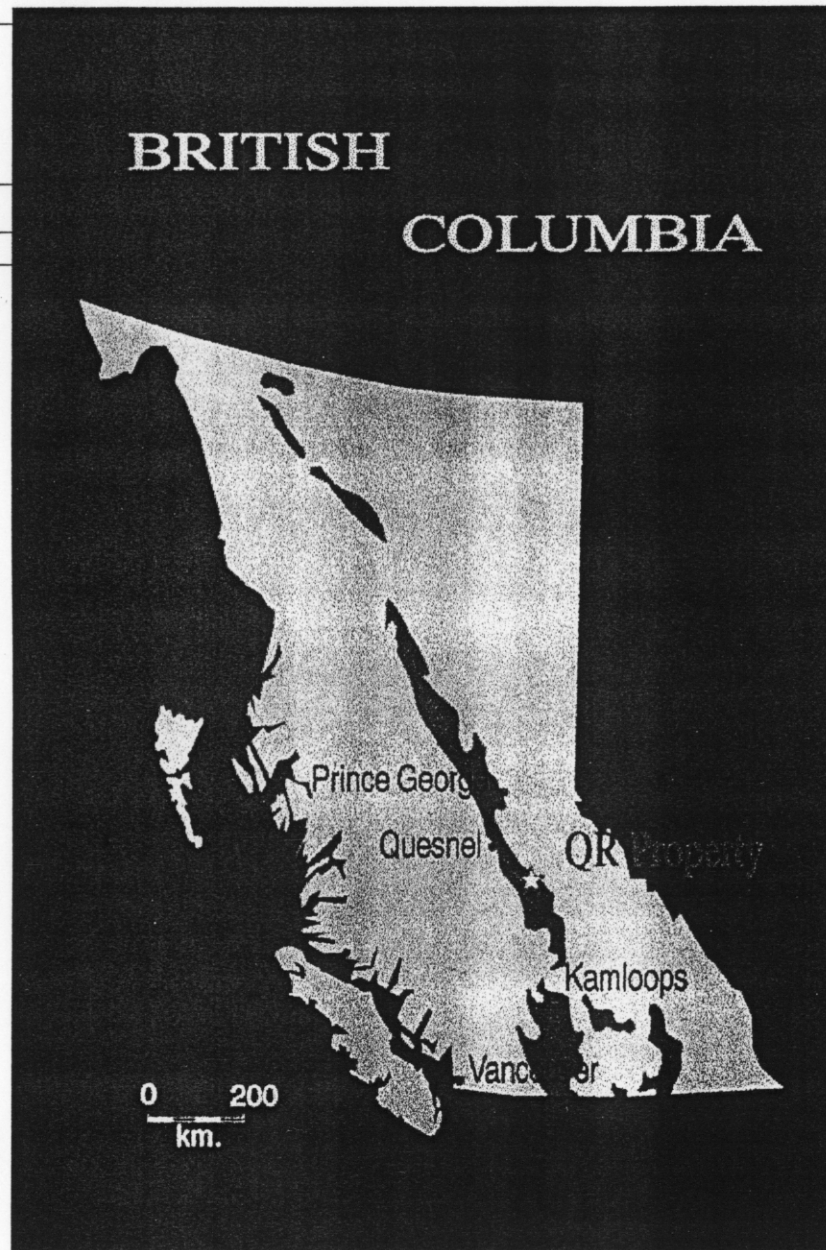 BRITISH
COLUMBIA
Prince George
Quesnel
QR Property
Kamloops
Vancouver
0 200
km.